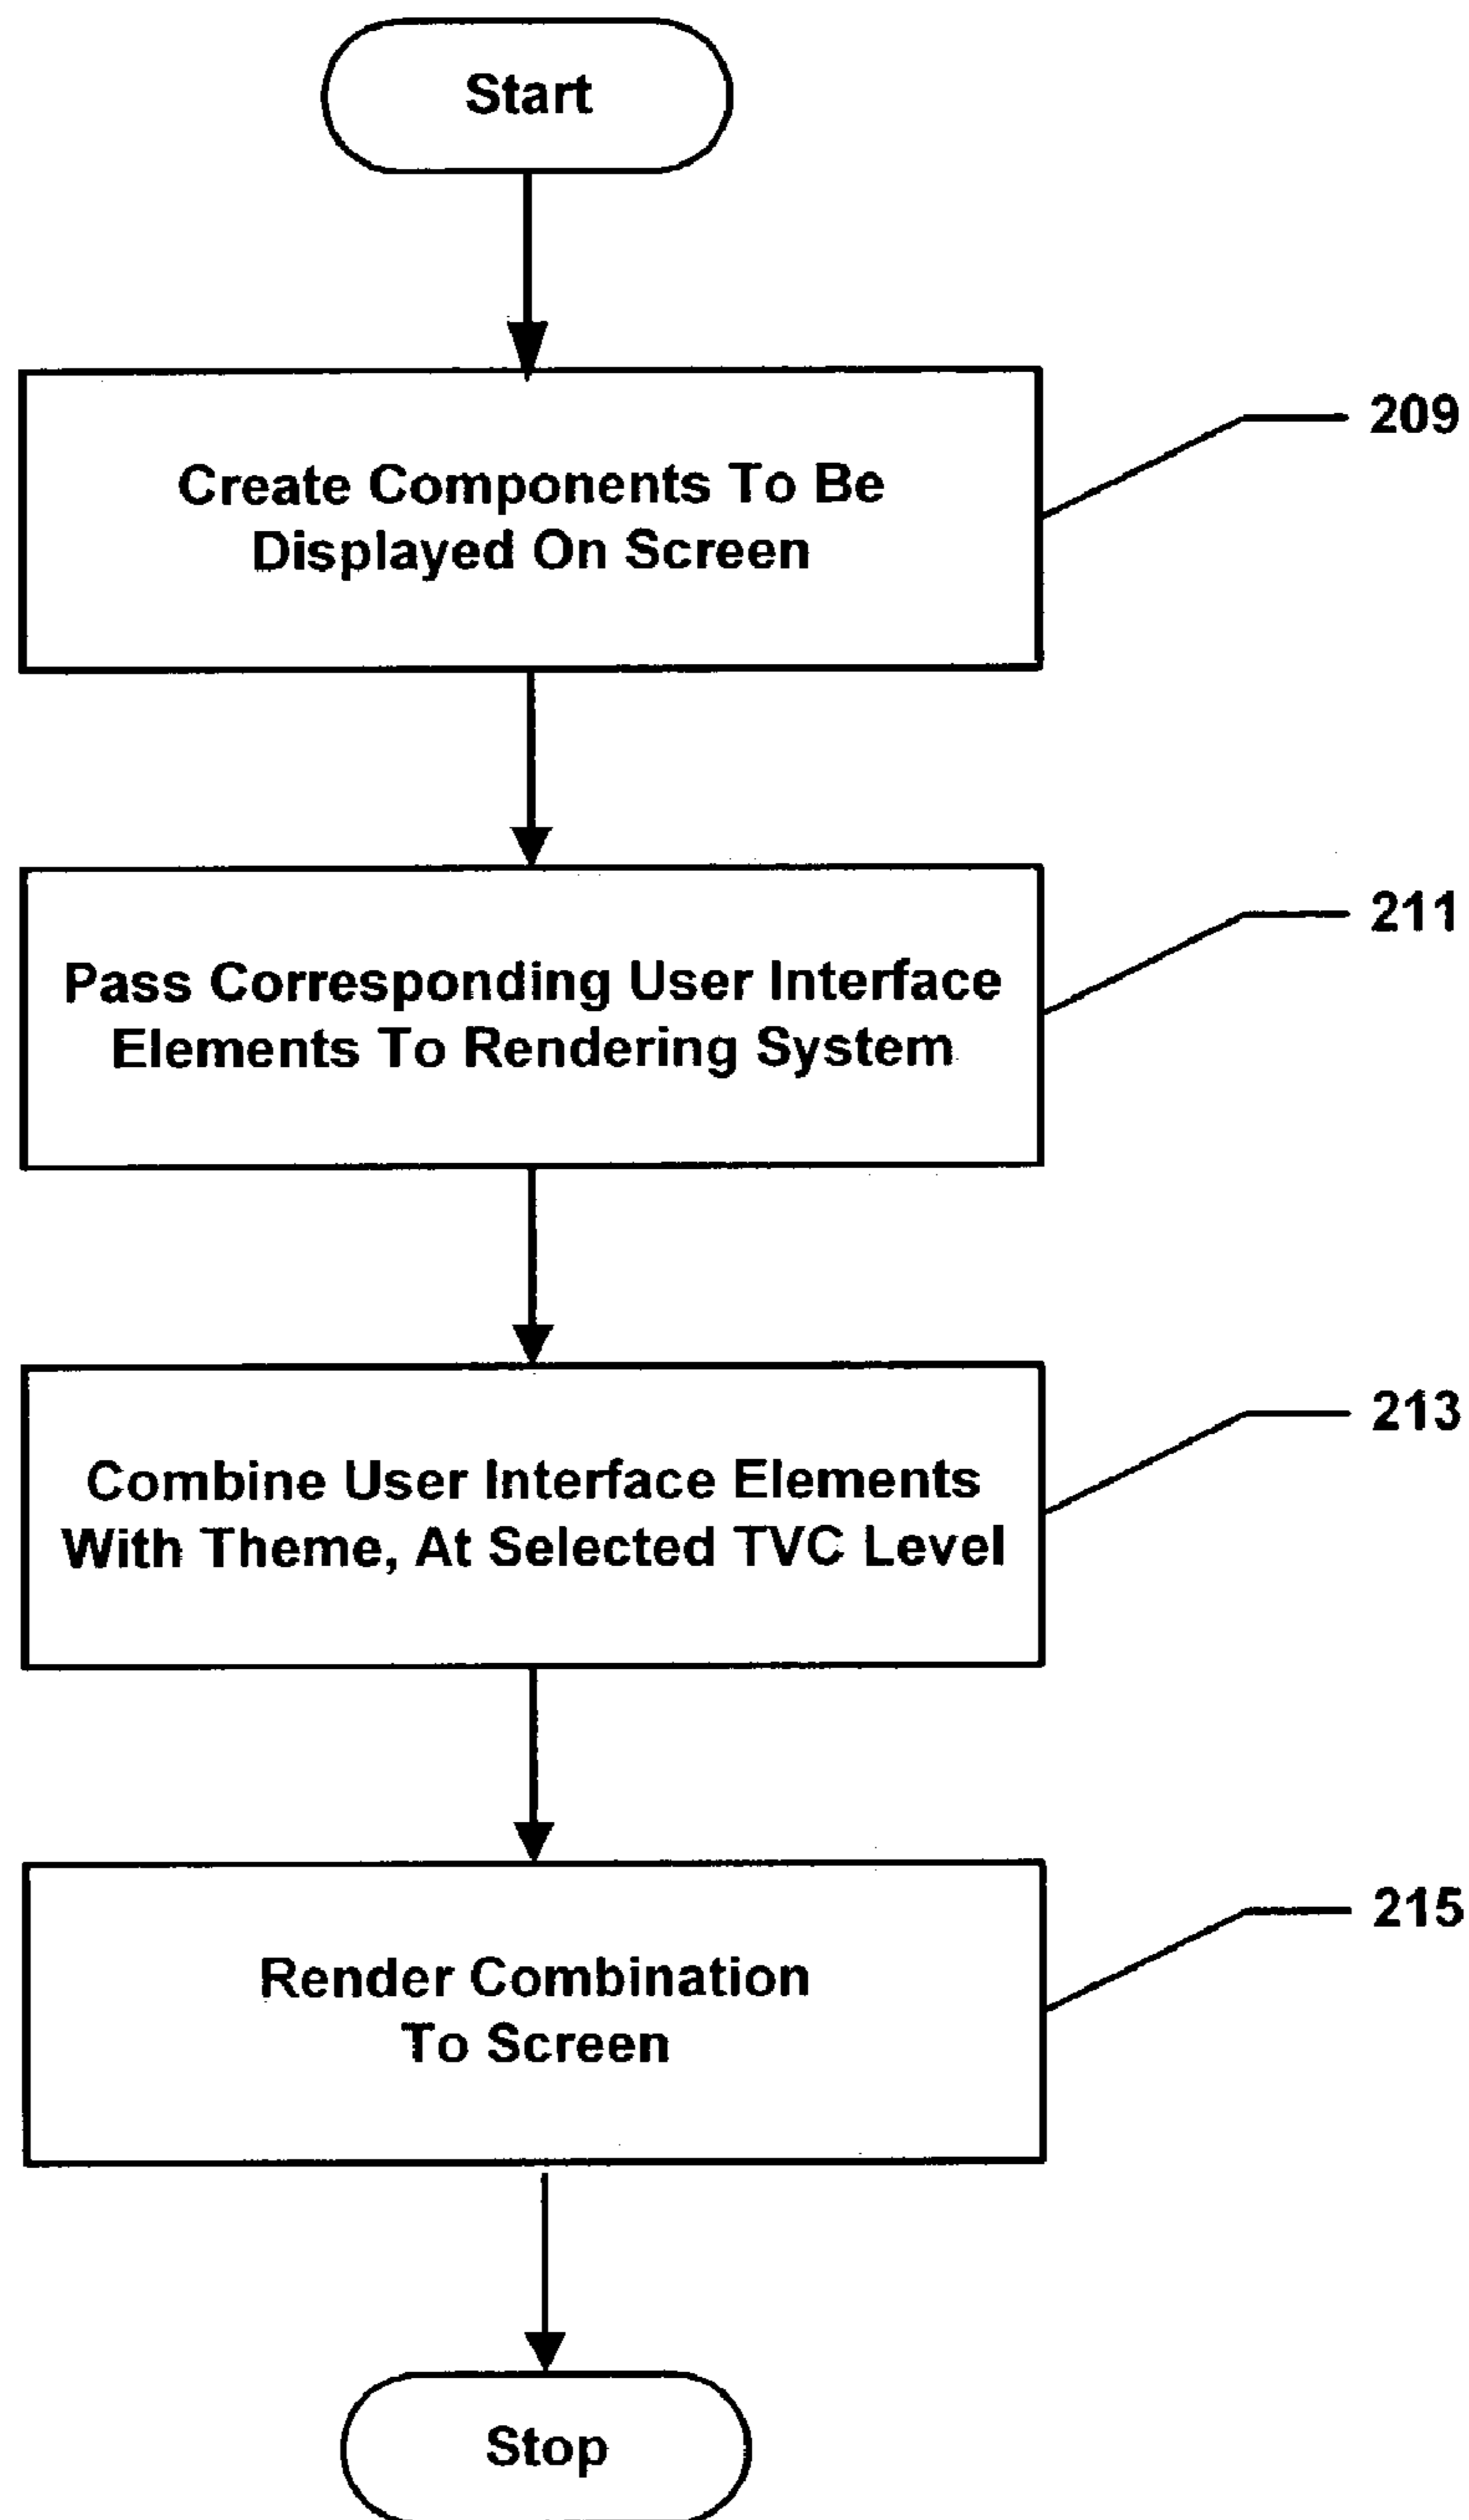 Start
209
Create Components To Be
Displayed On Screen
211
Pass Corresponding User Interface
Elements To Rendering System
213
Combine User Interface Elements
With Theme, At Selected TVC Level
215
Render Combination
To Screen
Stop